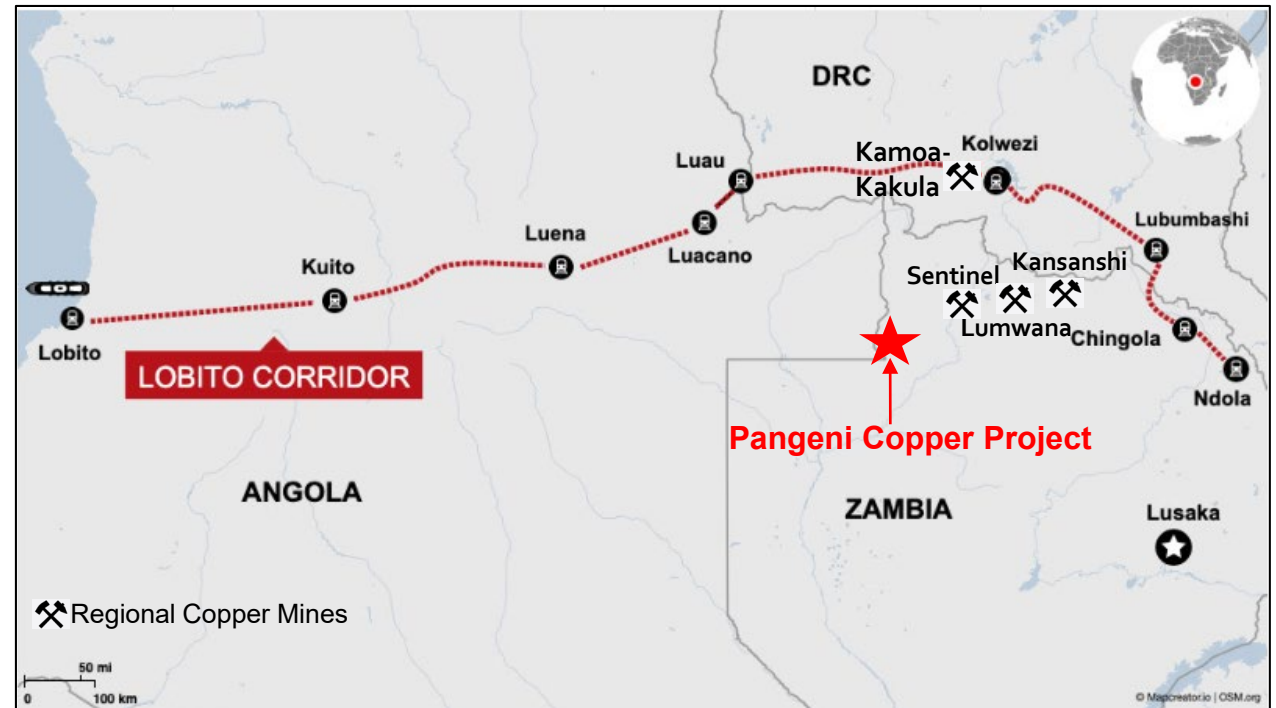 DRC
Kamoa-
Kakula
Kolwezi
Luau
Lubumbashi
Luena
Luacano
Kuito
Sentinel
Kansanshi
Lumwana
Chingola
Lobito
LOBITO CORRIDOR
Ndola
Pangeni Copper Project
ANGOLA
ZAMBIA
Lusaka
Regional Copper Mines
50 mi
0
100 km
© Mapcreator.io | OSM.org